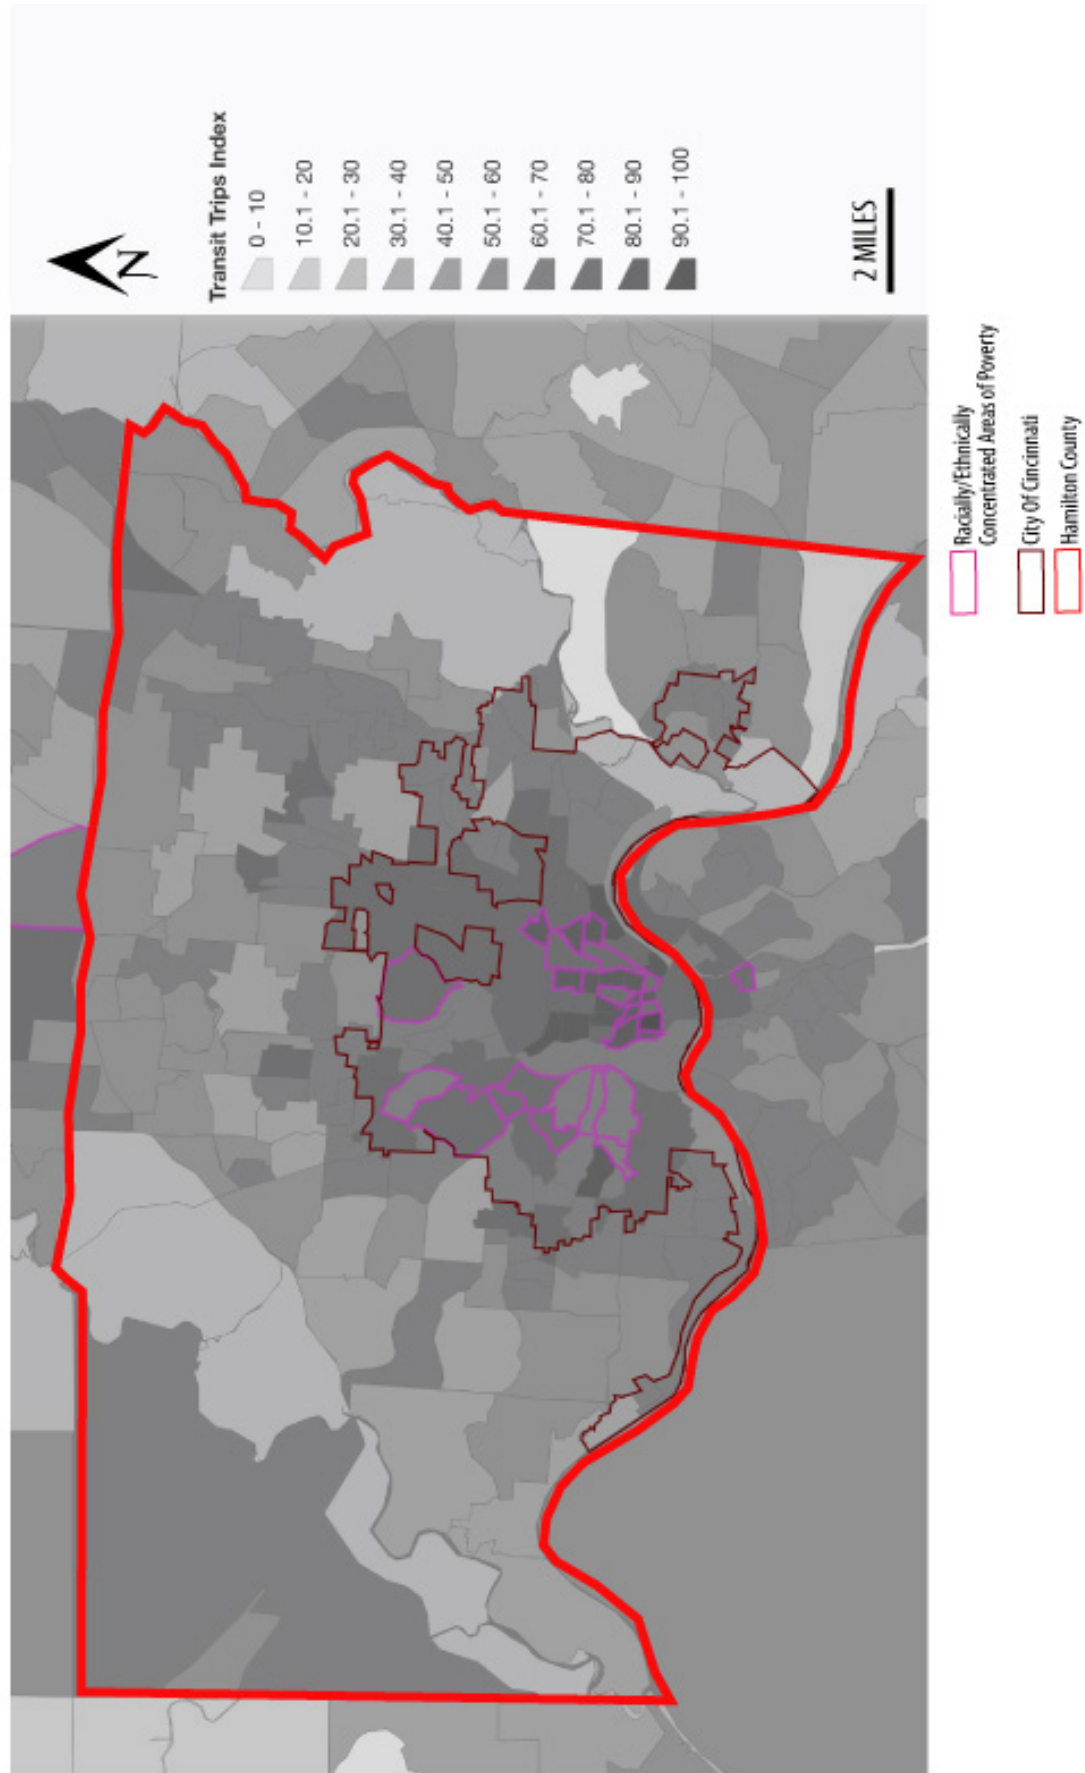 N
Transit Trips Index
0 - 10
10.1 - 20
20.1 - 30
30.1 - 40
40.1 - 50
50.1 - 60
60.1 - 70
70.1 - 80
80.1 - 90
90.1 - 100
2 MILES
Racially/Ethnically
Concentrated Areas of Poverty
City Of Cincinnati
Hamilton County